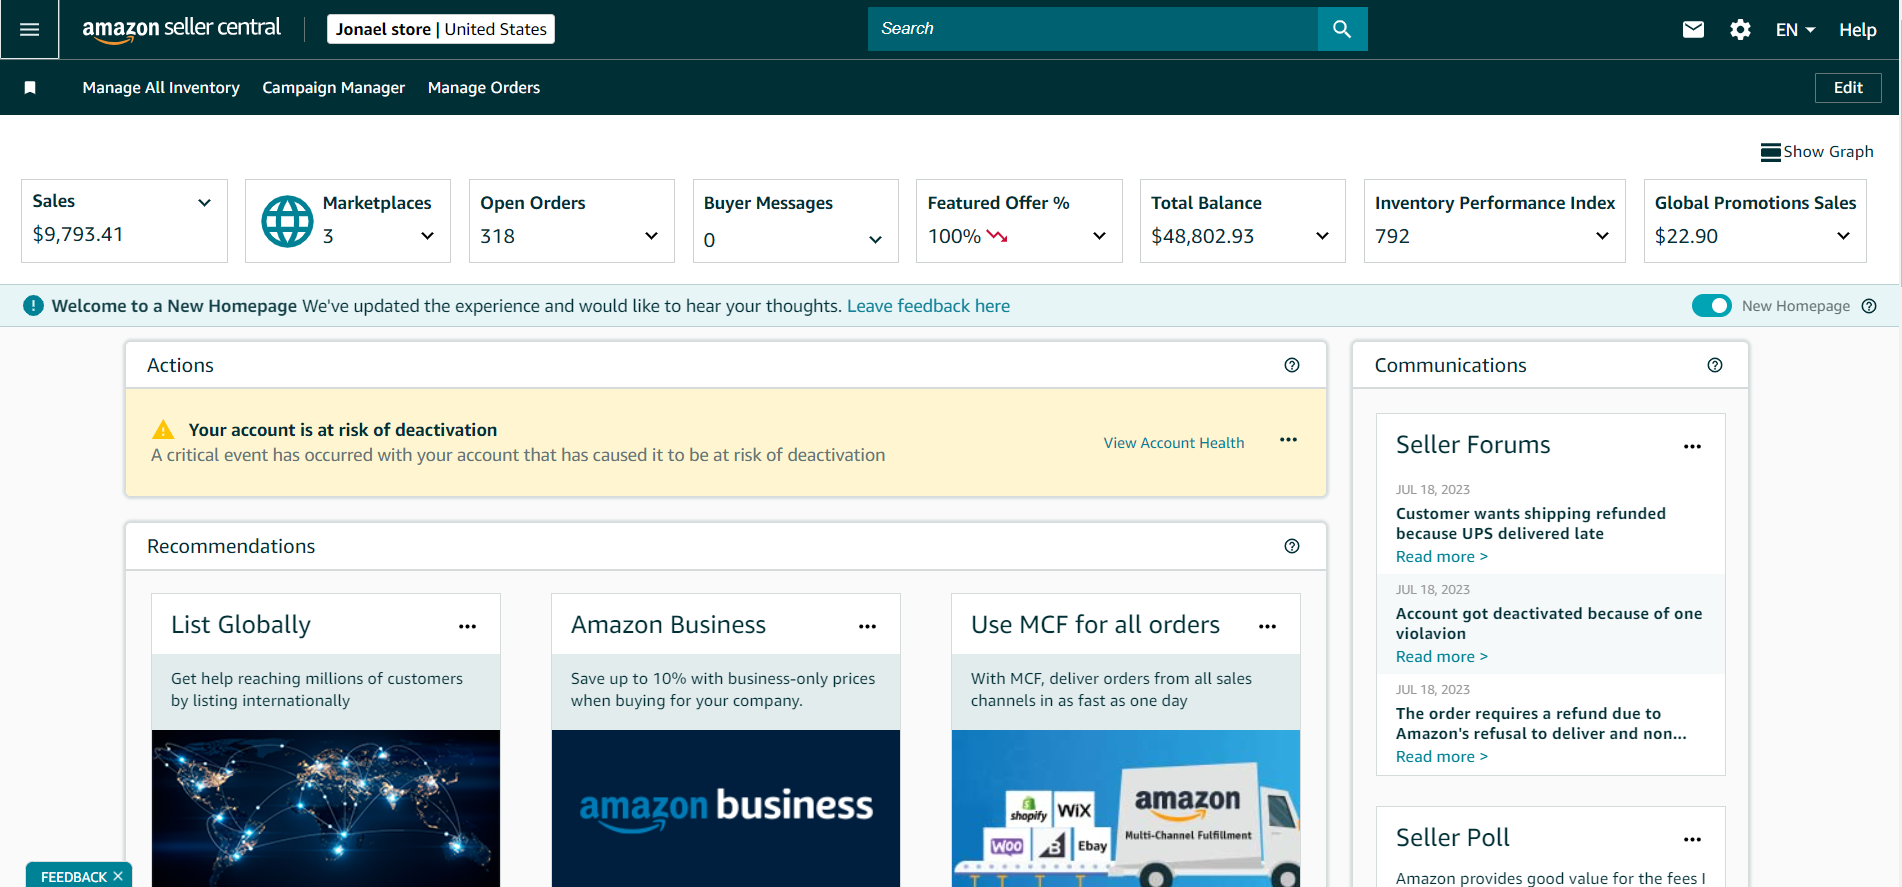 amazon seller central
Jonael store | United States
Search
EN
Help
Manage All Inventory
Campaign Manager
Manage Orders
Edit
Show Graph
Sales
$9,793.41
Marketplaces
3
Open Orders
318
Buyer Messages
0
Featured Offer %
100%
Total Balance
$48,802.93
Inventory Performance Index
792
Global Promotions Sales
$22.90
Welcome to a New Homepage We've updated the experience and would like to hear your thoughts. Leave feedback here
New Homepage
Actions
Your account is at risk of deactivation
A critical event has occurred with your account that has caused it to be at risk of deactivation
View Account Health
Recommendations
List Globally
Get help reaching millions of customers
by listing internationally
Amazon Business
Save up to 10% with business-only prices
when buying for your company.
amazon business
Use MCF for all orders
With MCF, deliver orders from all sales
channels in as fast as one day
shopify
WiX
WOO
B
Ebay
amazon
Multi-Channel Fulfillment
Communications
Seller Forums
JUL 18, 2023
Customer wants shipping refunded
because UPS delivered late
Read more >
JUL 18, 2023
Account got deactivated because of one
violavion
Read more >
JUL 18, 2023
The order requires a refund due to
Amazon's refusal to deliver and non...
Read more >
Seller Poll
Amazon provides good value for the fees I
FEEDBACK